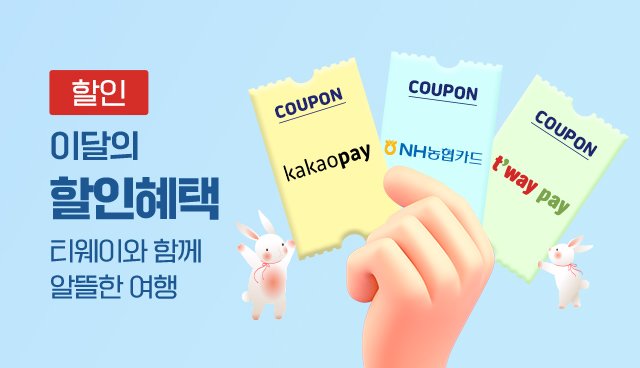 할인
이달의
할인혜택
티웨이와 함께
알뜰한 여행
COUPON
kakaopay
COUPON
NH농협카드
COUPON
t'way pay